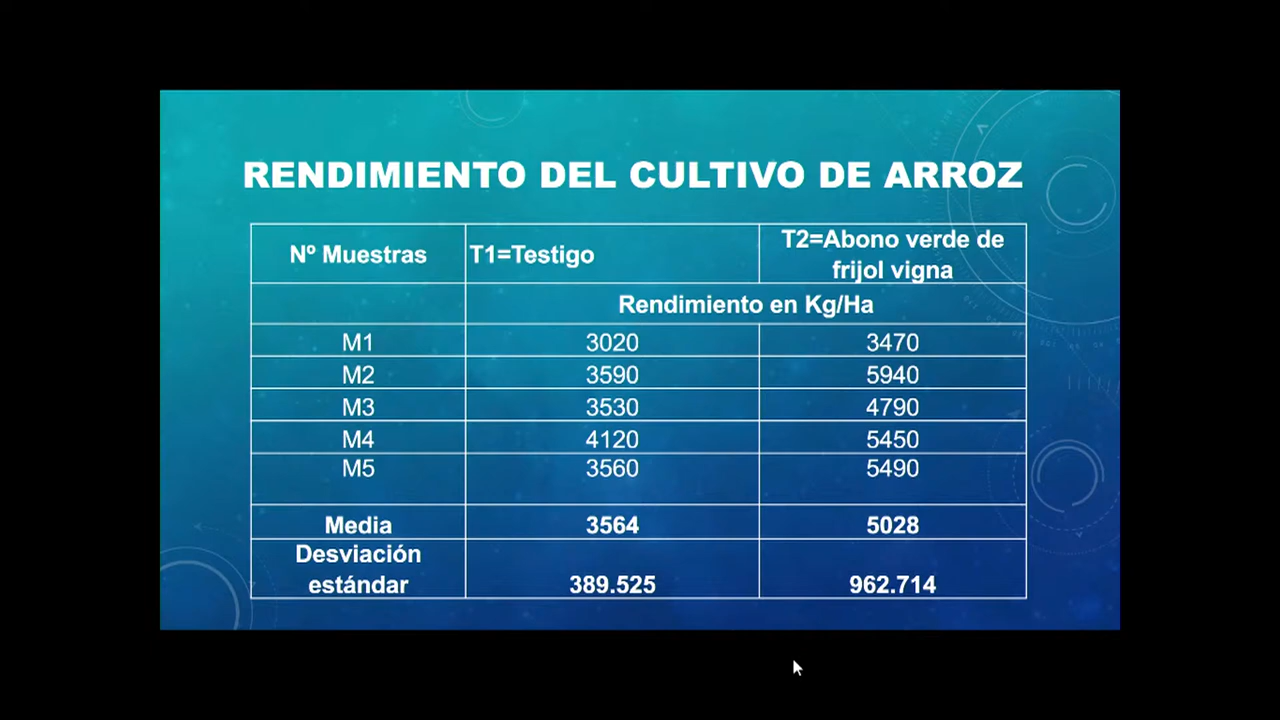 RENDIMIENTO DEL CULTIVO DE ARROZ
Nº Muestras T1=Testigo T2=Abono verde de
frijol vigna
Rendimiento en Kg/Ha
M1 3020 3470
M2 3590 5940
M3 3530 4790
M4 4120 5450
M5 3560 5490
Media 3564 5028
Desviación
estándar 389.525 962.714